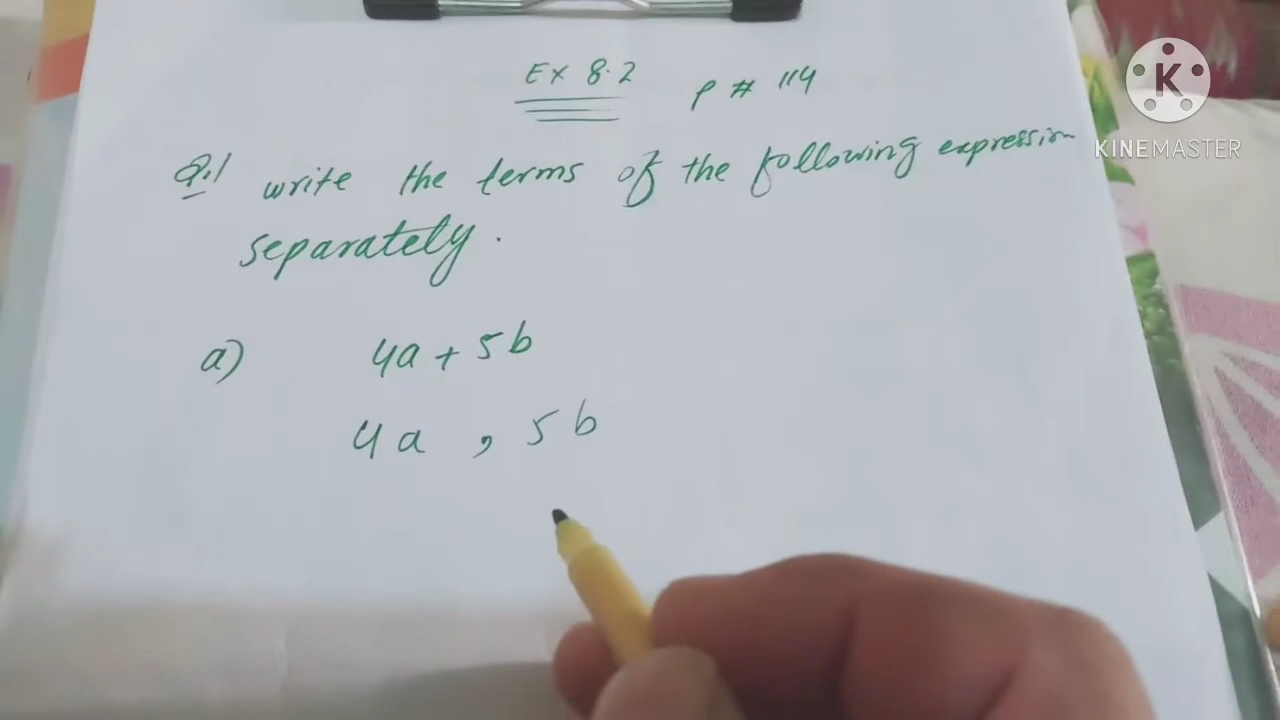 Ex 8.2 P # 114
Q.1 write the terms of the following expression
separately.
a) 4a + 5b
4a , 5b
K
KINEMASTER